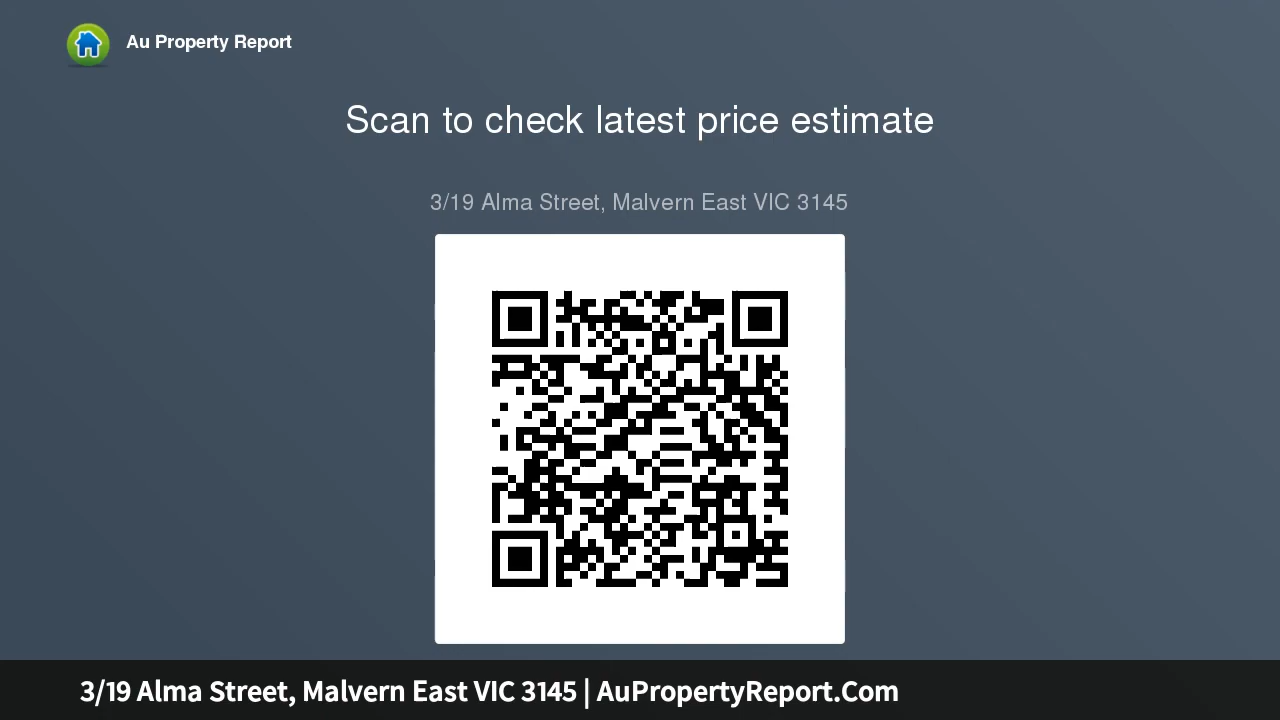 Au Property Report
Scan to check latest price estimate
3/19 Alma Street, Malvern East VIC 3145
3/19 Alma Street, Malvern East VIC 3145 | AuPropertyReport.Com